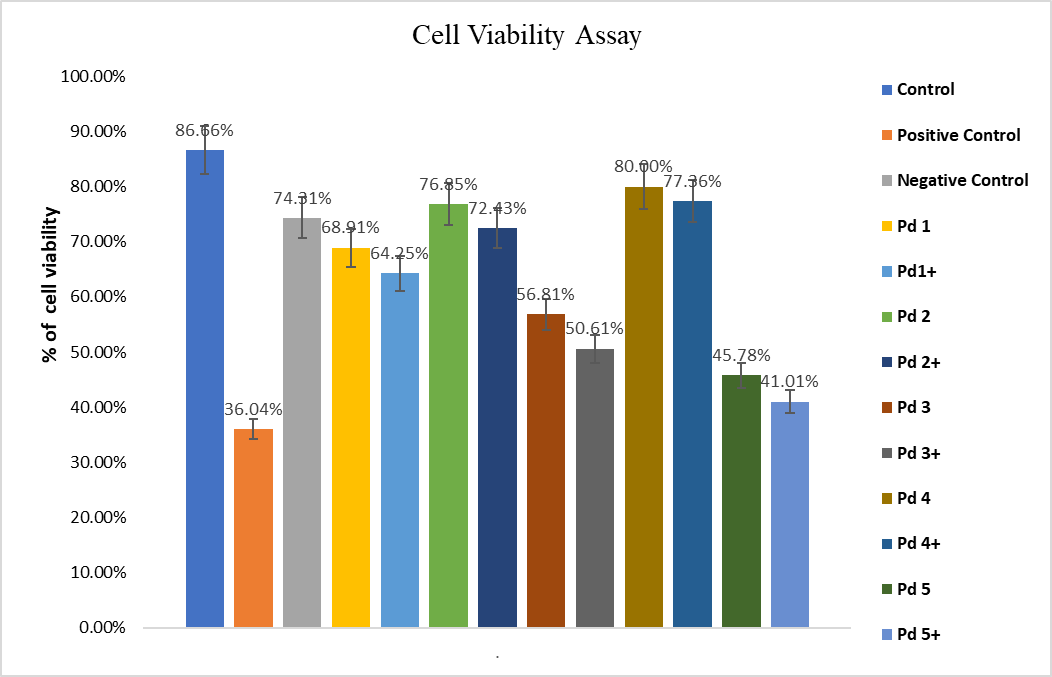 Cell Viability Assay
% of cell viability
100.00%
90.00%
80.00%
70.00%
60.00%
50.00%
40.00%
30.00%
20.00%
10.00%
0.00%
86.66%
36.04%
74.31%
68.91%
64.25%
76.85%
72.43%
56.81%
50.61%
80.00%
77.36%
45.78%
41.01%
.
Control
Positive Control
Negative Control
Pd 1
Pd1+
Pd 2
Pd 2+
Pd 3
Pd 3+
Pd 4
Pd 4+
Pd 5
Pd 5+